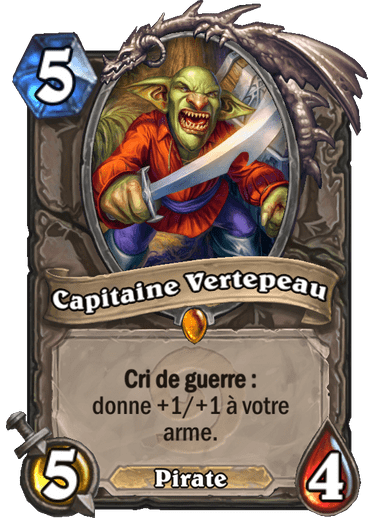 5
Capitaine Vertepeau
Cri de guerre :
donne +1/+1 à votre
arme.
5
Pirate
4